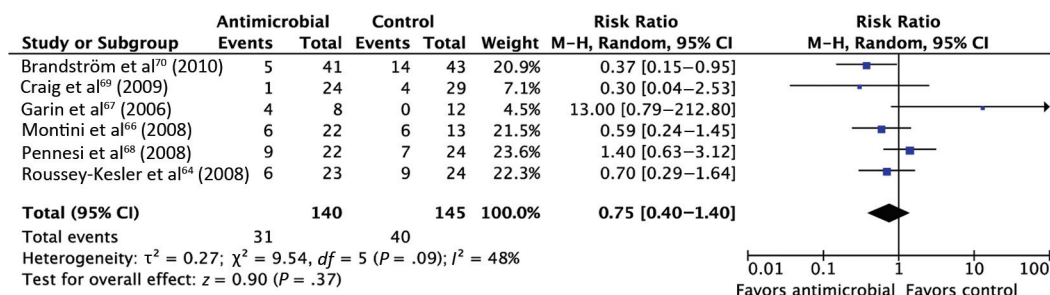 Antimicrobial Control Risk Ratio Risk Ratio
Study or Subgroup Events Total Events Total Weight M-H, Random, 95% CI M-H, Random, 95% CI
Brandström et al⁷⁰ (2010) 5 41 14 43 20.9% 0.37 [0.15–0.95]
Craig et al⁶⁹ (2009) 1 24 4 29 7.1% 0.30 [0.04–2.53]
Garin et al⁶⁷ (2006) 4 8 0 12 4.5% 13.00 [0.79–212.80]
Montini et al⁶⁶ (2008) 6 22 6 13 21.5% 0.59 [0.24–1.45]
Pennesi et al⁶⁸ (2008) 9 22 7 24 23.6% 1.40 [0.63–3.12]
Roussey-Kesler et al⁶⁴ (2008) 6 23 9 24 22.3% 0.70 [0.29–1.64]
Total (95% CI) 140 145 100.0% 0.75 [0.40–1.40]
Total events 31 40
Heterogeneity: τ² = 0.27; χ² = 9.54, df = 5 (P = .09); I² = 48%
Test for overall effect: z = 0.90 (P = .37)
0.01 0.1 1 10 100
Favors antimicrobial Favors control